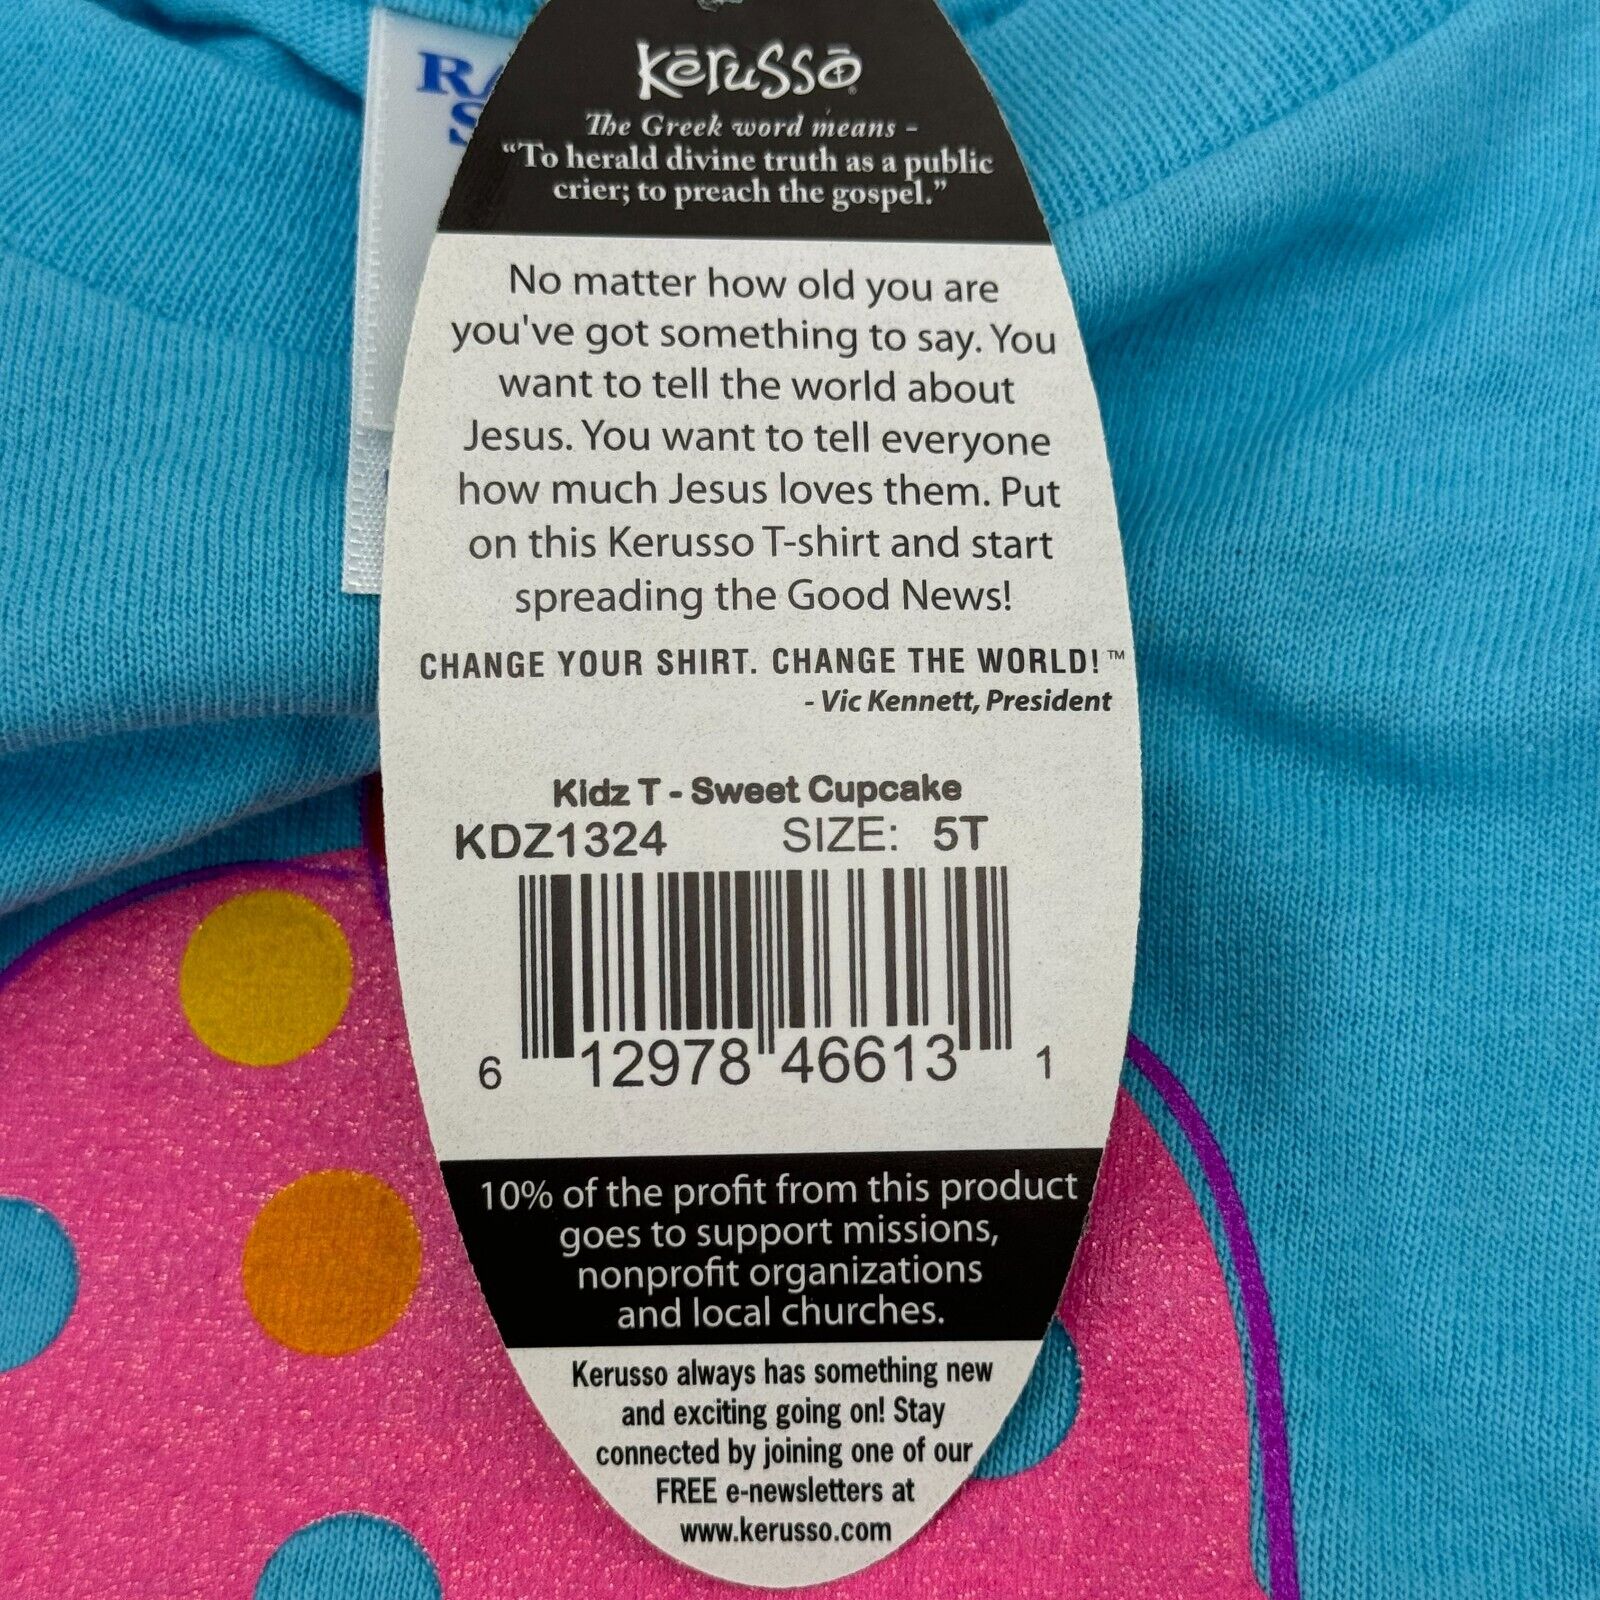 Kerusso
The Greek word means -
“To herald divine truth as a public
crier; to preach the gospel.”
No matter how old you are
you've got something to say. You
want to tell the world about
Jesus. You want to tell everyone
how much Jesus loves them. Put
on this Kerusso T-shirt and start
spreading the Good News!
CHANGE YOUR SHIRT. CHANGE THE WORLD!™
- Vic Kennett, President
Kidz T - Sweet Cupcake
KDZ1324 SIZE: 5T
6 12978 46613 1
10% of the profit from this product
goes to support missions,
nonprofit organizations
and local churches.
Kerusso always has something new
and exciting going on! Stay
connected by joining one of our
FREE e-newsletters at
www.kerusso.com